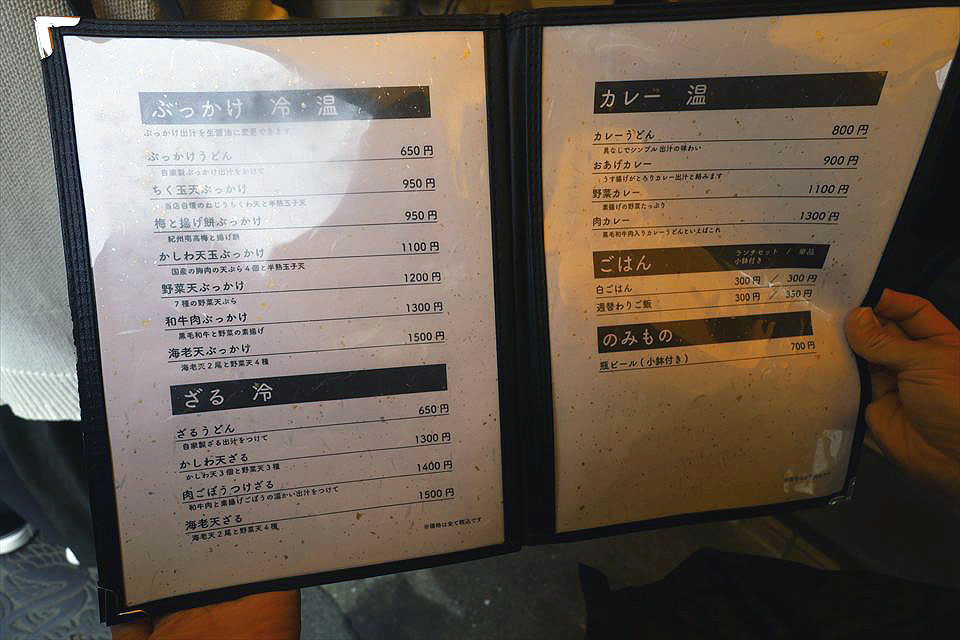 ぶっかけ 冷・温
ぶっかけ出汁を生醤油に変更できます
ぶっかけうどん 650円
自家製ぶっかけ出汁をかけて
ちく玉天ぶっかけ 950円
当店自慢のねじりちくわ天と半熟玉子天
梅と揚げ餅ぶっかけ 950円
紀州南高梅と揚げ餅
かしわ天玉ぶっかけ 1100円
国産の胸肉の天ぷら4個と半熟玉子天
野菜天ぶっかけ 1200円
7種の野菜天ぷら
和牛肉ぶっかけ 1300円
黒毛和牛と野菜の素揚げ
海老天ぶっかけ 1500円
海老天2尾と野菜天4種
ざる 冷
ざるうどん 650円
自家製ざる出汁をつけて
かしわ天ざる 1300円
かしわ天3個と野菜天3種
肉ごぼうつけざる 1400円
和牛肉と素揚げごぼうの温かい出汁をつけて
海老天ざる 1500円
海老天2尾と野菜天4種
※価格は全て税込です
カレー 温
カレーうどん 800円
具なしでシンプル出汁の味わい
おあげカレー 900円
うす揚げがとろりカレー出汁と絡みます
野菜カレー 1100円
素揚げの野菜たっぷり
肉カレー 1300円
黒毛和牛肉入りカレーうどんといえばこれ
ごはん ランチセット / 単品
小鉢付き
白ごはん 300円 / 300円
週替わりご飯 300円 / 350円
のみもの
瓶ビール(小鉢付き) 700円